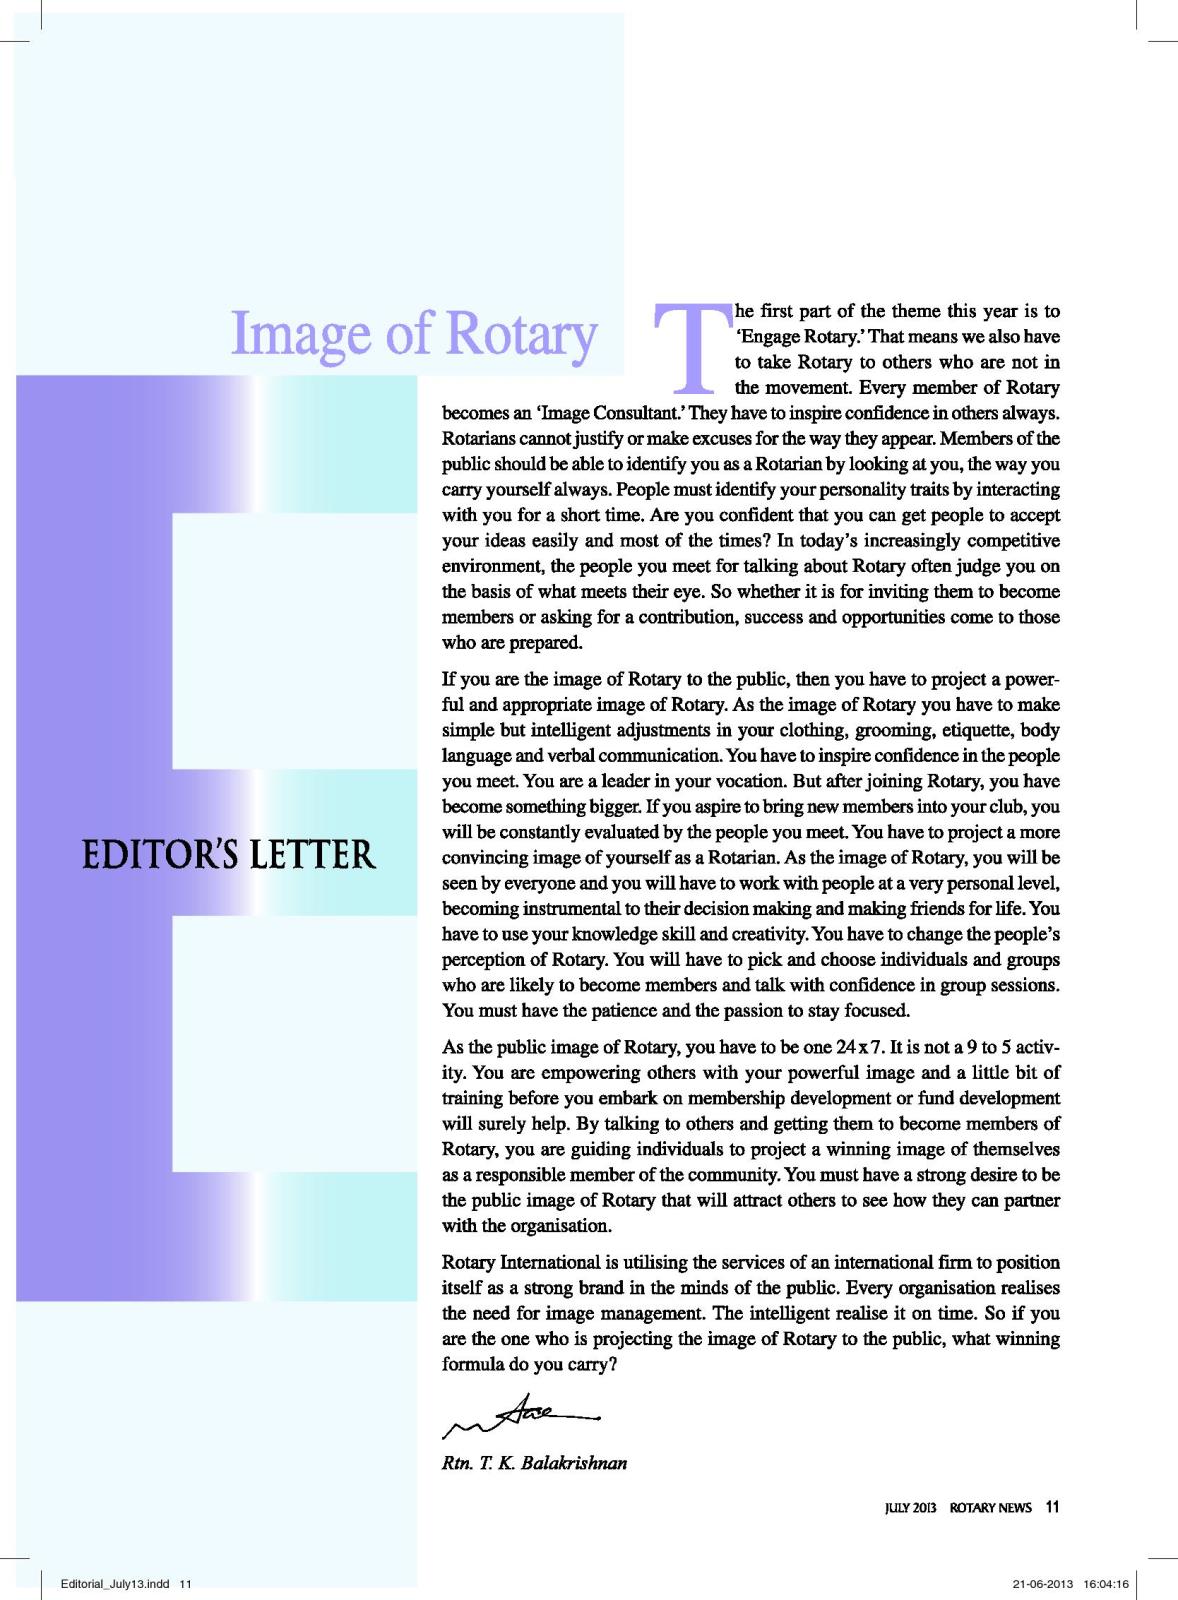 Image of Rotary
EDITOR'S LETTER
The first part of the theme this year is to
'Engage Rotary.' That means we also have
to take Rotary to others who are not in
the movement. Every member of Rotary
becomes an 'Image Consultant.' They have to inspire confidence in others always.
Rotarians cannot justify or make excuses for the way they appear. Members of the
public should be able to identify you as a Rotarian by looking at you, the way you
carry yourself always. People must identify your personality traits by interacting
with you for a short time. Are you confident that you can get people to accept
your ideas easily and most of the times? In today's increasingly competitive
environment, the people you meet for talking about Rotary often judge you on
the basis of what meets their eye. So whether it is for inviting them to become
members or asking for a contribution, success and opportunities come to those
who are prepared.
If you are the image of Rotary to the public, then you have to project a power-
ful and appropriate image of Rotary. As the image of Rotary you have to make
simple but intelligent adjustments in your clothing, grooming, etiquette, body
language and verbal communication. You have to inspire confidence in the people
you meet. You are a leader in your vocation. But after joining Rotary, you have
become something bigger. If you aspire to bring new members into your club, you
will be constantly evaluated by the people you meet. You have to project a more
convincing image of yourself as a Rotarian. As the image of Rotary, you will be
seen by everyone and you will have to work with people at a very personal level,
becoming instrumental to their decision making and making friends for life. You
have to use your knowledge skill and creativity. You have to change the people's
perception of Rotary. You will have to pick and choose individuals and groups
who are likely to become members and talk with confidence in group sessions.
You must have the patience and the passion to stay focused.
As the public image of Rotary, you have to be one 24 x 7. It is not a 9 to 5 activ-
ity. You are empowering others with your powerful image and a little bit of
training before you embark on membership development or fund development
will surely help. By talking to others and getting them to become members of
Rotary, you are guiding individuals to project a winning image of themselves
as a responsible member of the community. You must have a strong desire to be
the public image of Rotary that will attract others to see how they can partner
with the organisation.
Rotary International is utilising the services of an international firm to position
itself as a strong brand in the minds of the public. Every organisation realises
the need for image management. The intelligent realise it on time. So if you
are the one who is projecting the image of Rotary to the public, what winning
formula do you carry?
Rtn. T. K. Balakrishnan
JULY 2013 ROTARY NEWS 11
Editorial_July13.indd 11
21-06-2013 16:04:16